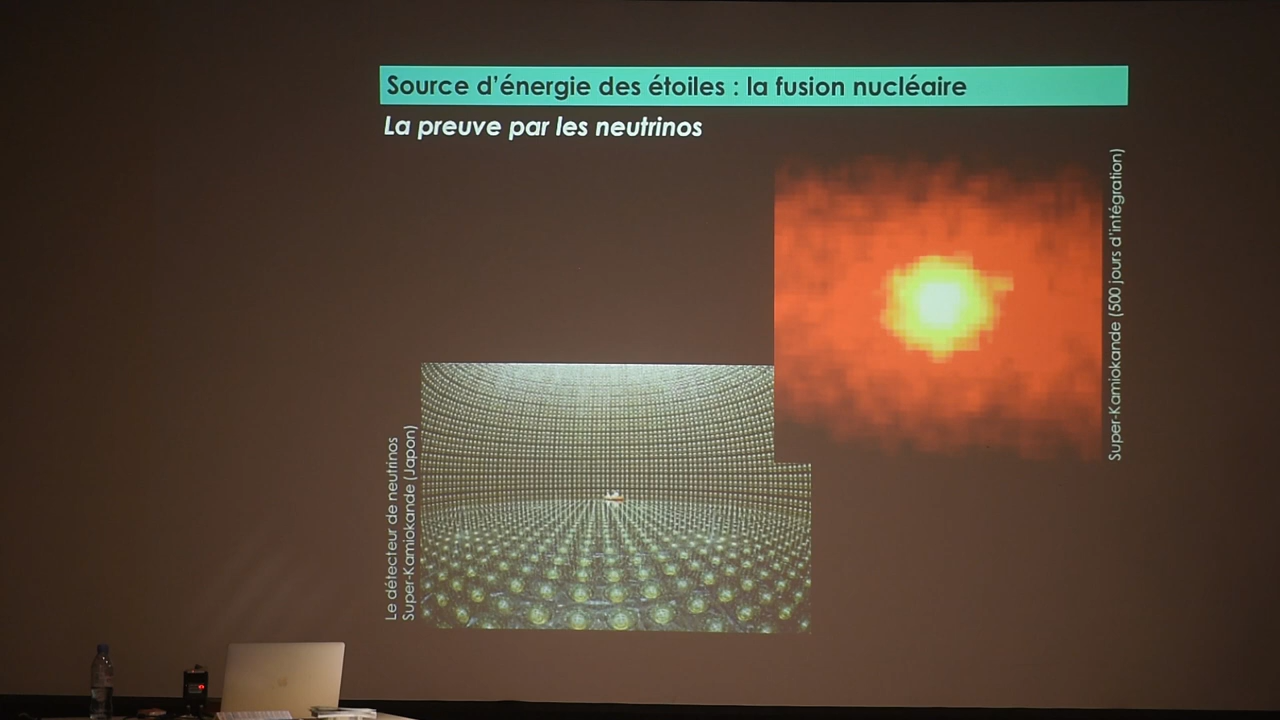 Source d'énergie des étoiles : la fusion nucléaire
La preuve par les neutrinos
Super-Kamiokande (500 jours d'intégration)
Le détecteur de neutrinos
Super-Kamiokande (Japon)